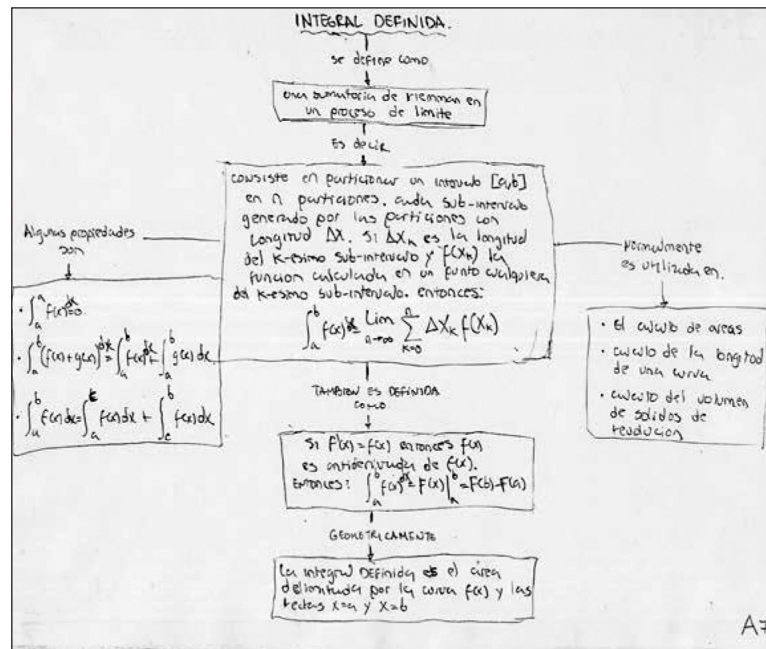 INTEGRAL DEFINIDA.
se define como
una sumatoria de riemman en
un proceso de limite
Es decir
consiste en particionar un intervalo [a,b]
en n particiones. cada sub-intervalo
generado por las particiones con
longitud ΔX. Si ΔXₖ es la longitud
del k-esimo sub-intervalo y f(Xₖ) la
funcion calculada en un punto cualquiera
del k-esimo sub-intervalo. entonces:
∫ₐᵇ f(x)dx = Lim n→∞ ∑ₖ₌₀ⁿ ΔXₖ f(Xₖ)
Algunas propiedades
son
· ∫ₐᵃ f(x)dx=0
· ∫ₐᵇ (f(x)+g(x))dx = ∫ₐᵇ f(x)dx + ∫ₐᵇ g(x)dx
· ∫ₐᵇ f(x)dx = ∫ₐᶜ f(x)dx + ∫꜀ᵇ f(x)dx
Normalmente
es utilizada en.
· El calculo de areas
· calculo de la longitud
de una curva
· calculo del volumen
de solidos de
revolucion
TAMBIEN ES DEFINIDA
como
Si F'(x) = f(x) entonces f(x)
es antiderivada de f(x).
ENTONCES: ∫ₐᵇ f(x)dx = F(x)|ₐᵇ = F(b)-F(a)
GEOMETRICAMENTE
La integral DEFINIDA es el área
delimitada por la curva f(x) y las
rectas x=a y x=b
A7